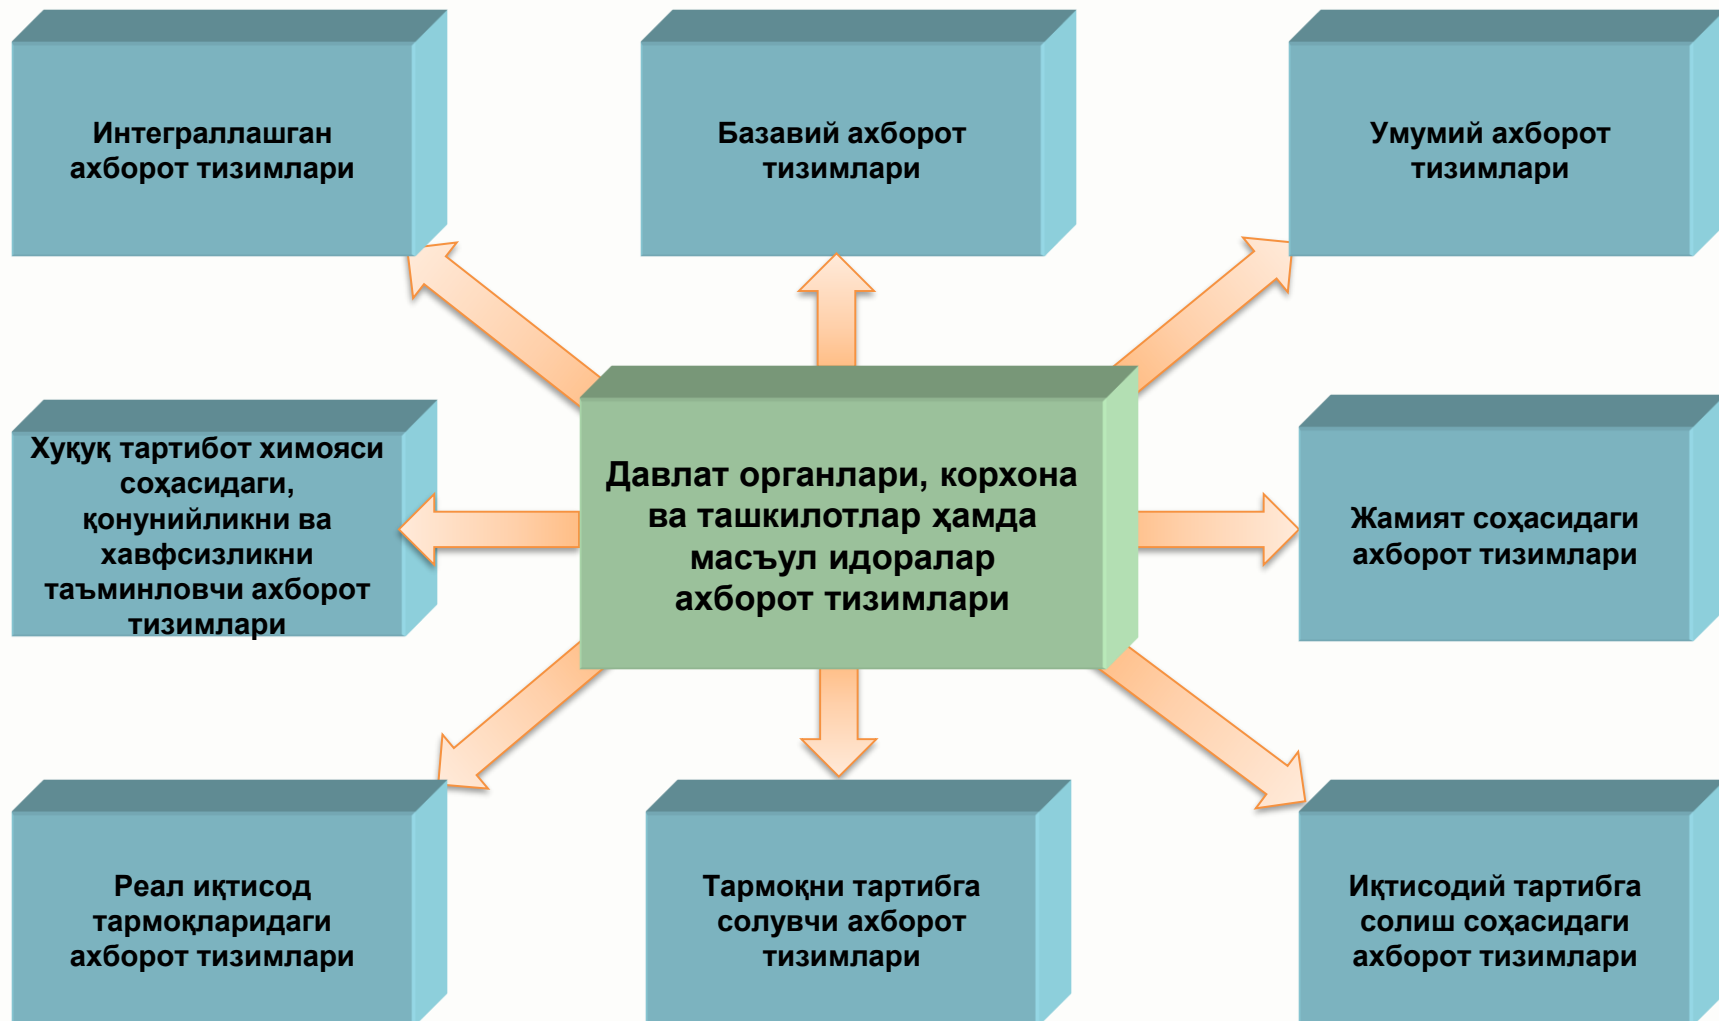 Интеграллашган
ахборот тизимлари
Базавий ахборот
тизимлари
Умумий ахборот
тизимлари
Хуқуқ тартибот химояси
соҳасидаги,
қонунийликни ва
хавфсизликни
таъминловчи ахборот
тизимлари
Давлат органлари, корхона
ва ташкилотлар ҳамда
масъул идоралар
ахборот тизимлари
Жамият соҳасидаги
ахборот тизимлари
Реал иқтисод
тармоқларидаги
ахборот тизимлари
Тармоқни тартибга
солувчи ахборот
тизимлари
Иқтисодий тартибга
солиш соҳасидаги
ахборот тизимлари